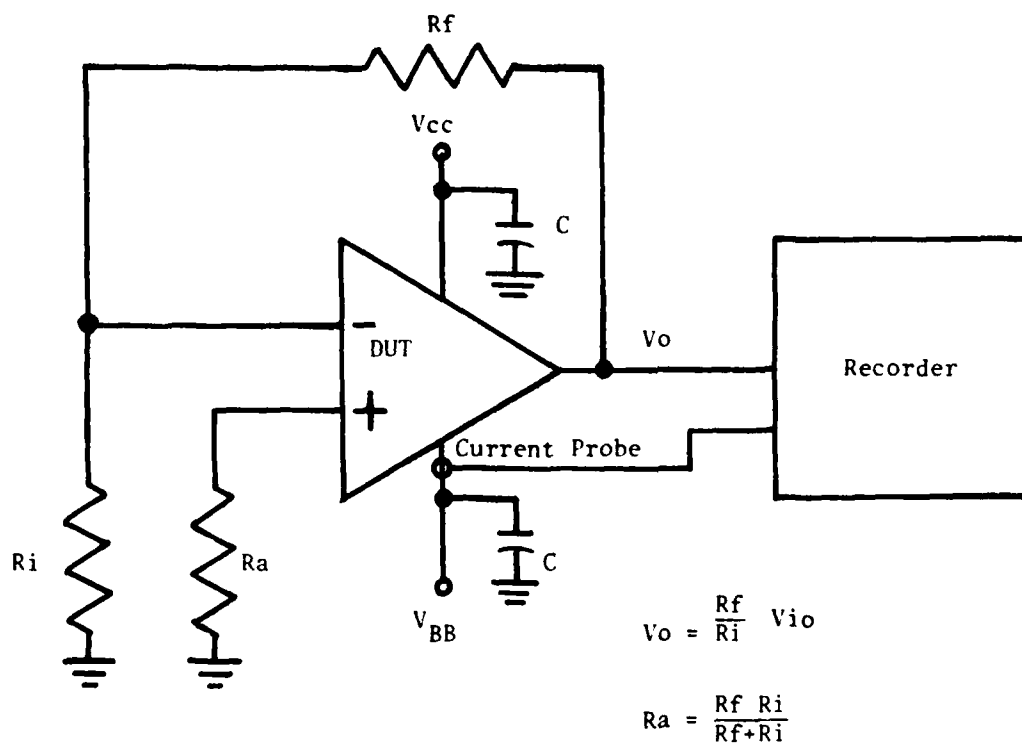 Rf
Vcc
C
−
DUT
+
Vo
Recorder
Current Probe
Ri
Ra
C
V_BB
Vo = Rf/Ri Vio
Ra = Rf Ri/Rf+Ri